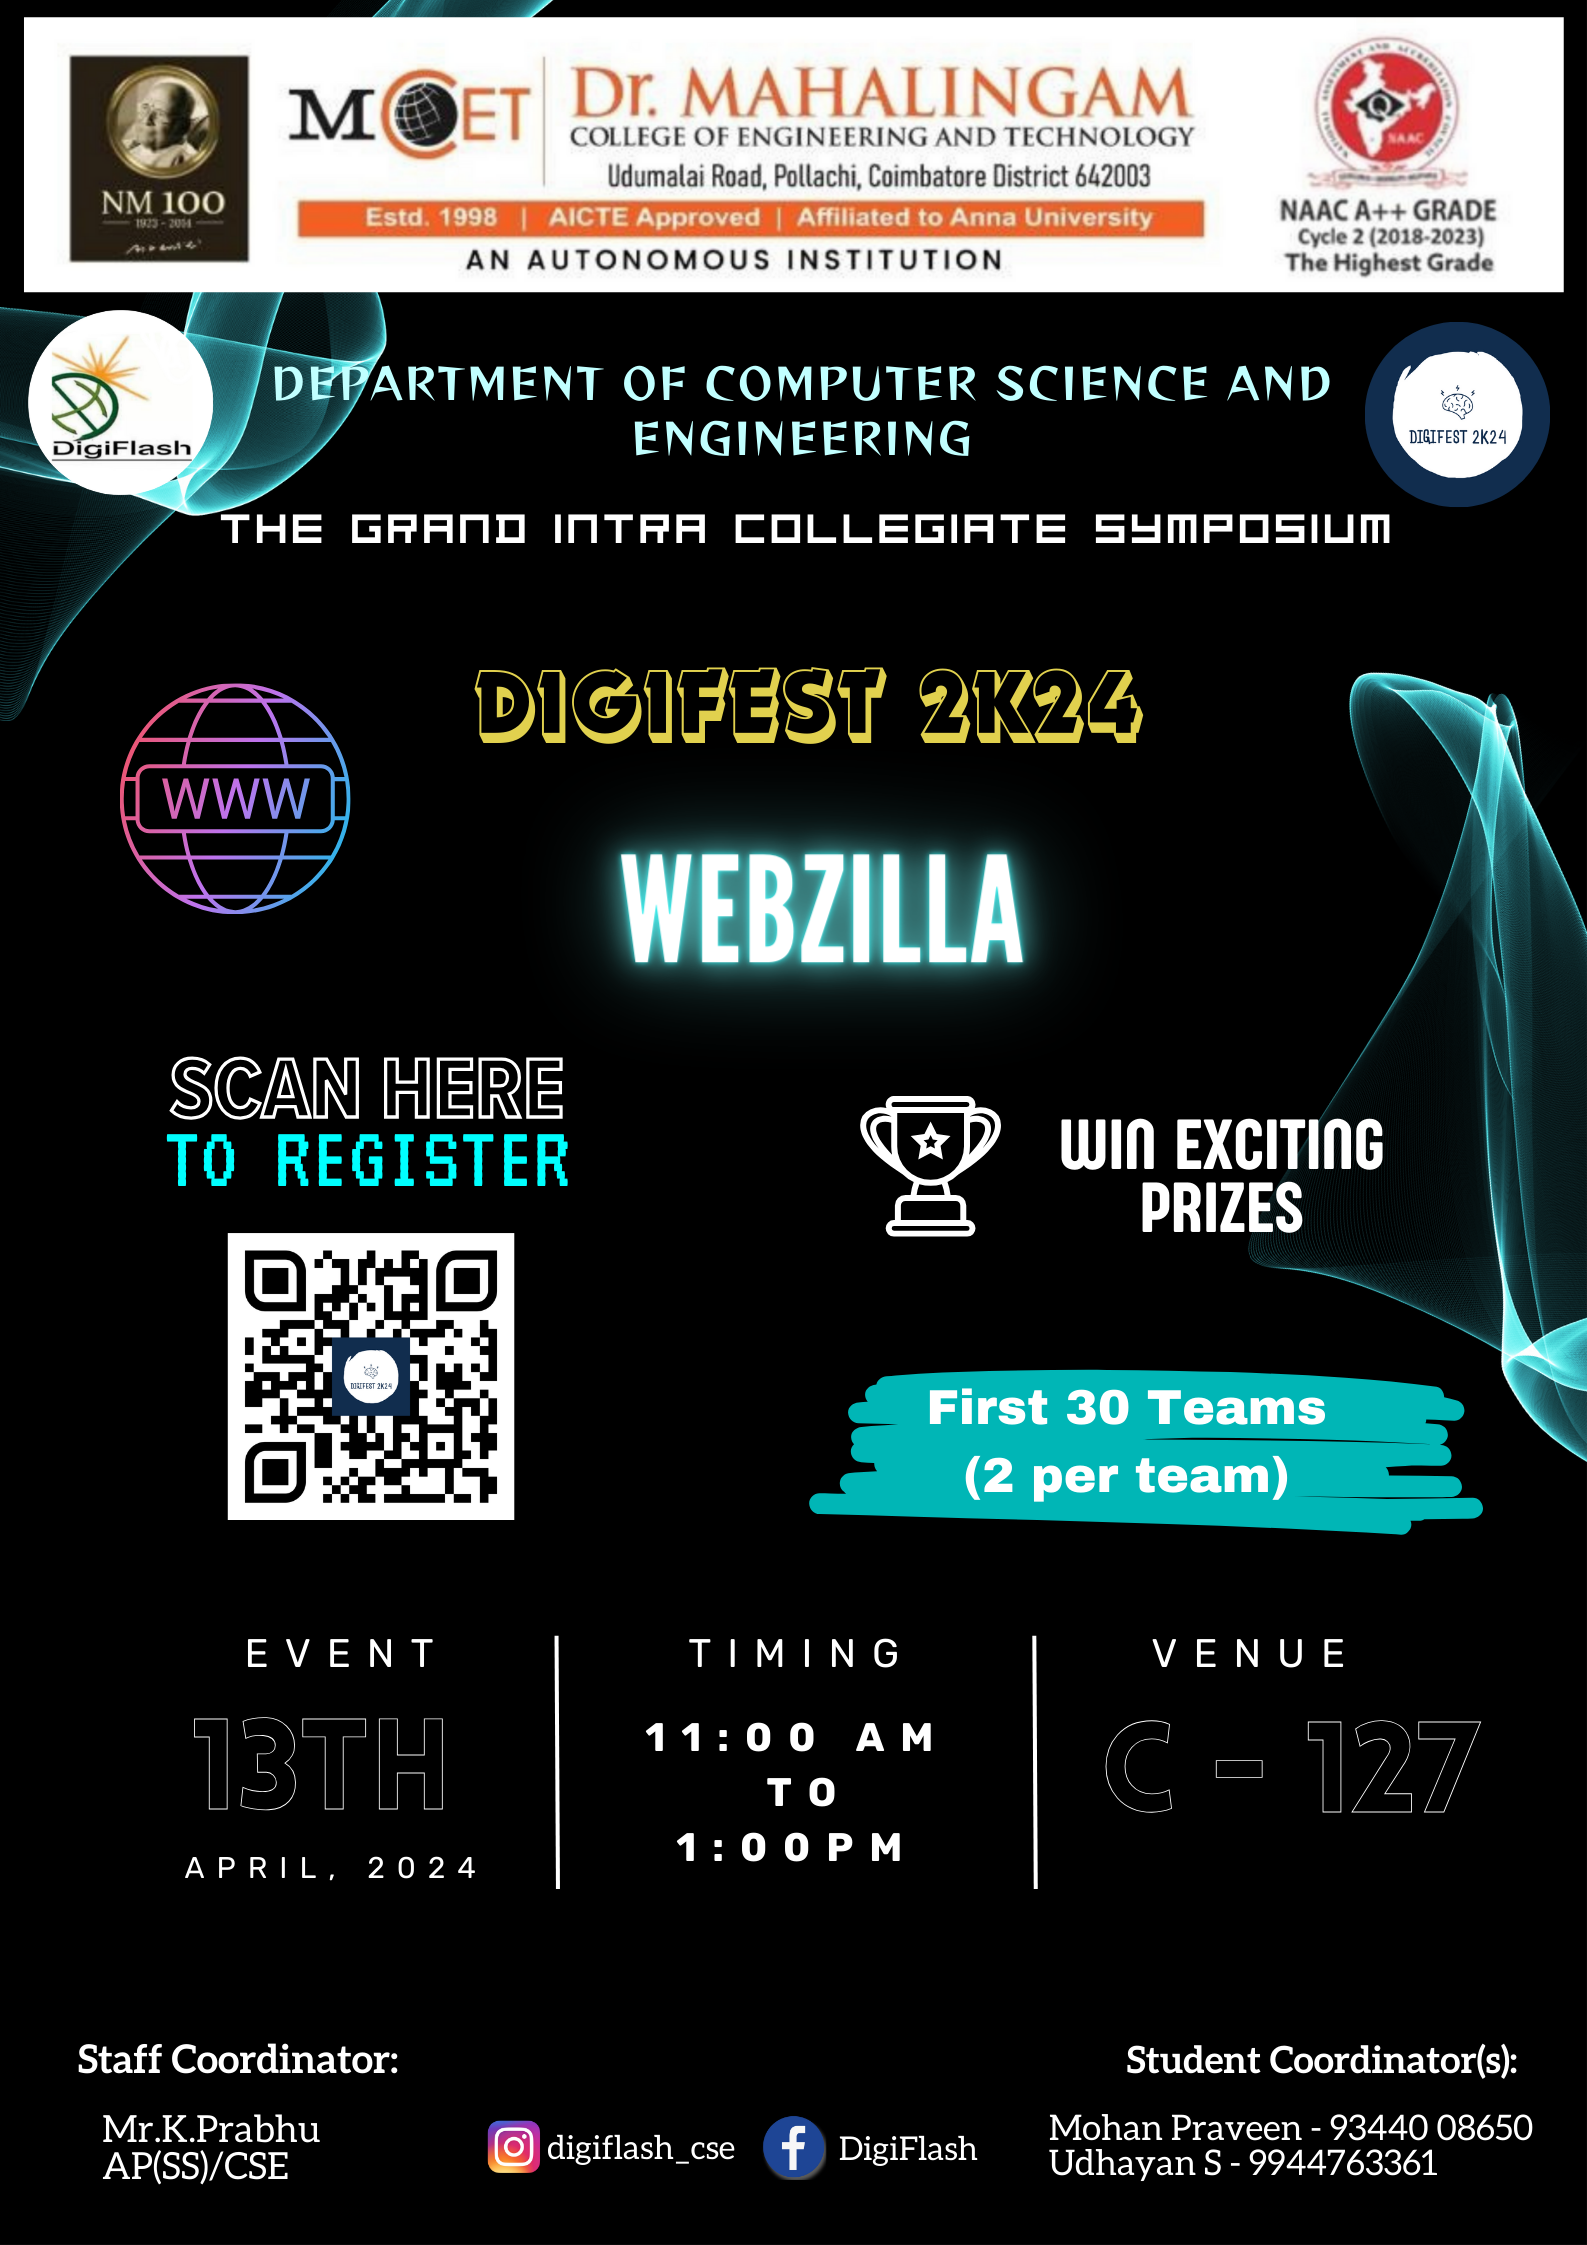 NM 100
1923 - 2014
MCET
Dr. MAHALINGAM
COLLEGE OF ENGINEERING AND TECHNOLOGY
Udumalai Road, Pollachi, Coimbatore District 642003
Estd. 1998 | AICTE Approved | Affiliated to Anna University
AN AUTONOMOUS INSTITUTION
NAAC
NAAC A++ GRADE
Cycle 2 (2018-2023)
The Highest Grade
DigiFlash
DEPARTMENT OF COMPUTER SCIENCE AND
ENGINEERING
DIGIFEST 2K24
THE GRAND INTRA COLLEGIATE SYMPOSIUM
DIGIFEST 2K24
WWW
WEBZILLA
SCAN HERE
TO REGISTER
DIGIFEST 2K24
WIN EXCITING
PRIZES
First 30 Teams
(2 per team)
EVENT
13TH
APRIL, 2024
TIMING
11:00 AM
TO
1:00PM
VENUE
C - 127
Staff Coordinator:
Mr.K.Prabhu
AP(SS)/CSE
digiflash_cse
DigiFlash
Student Coordinator(s):
Mohan Praveen - 93440 08650
Udhayan S - 9944763361